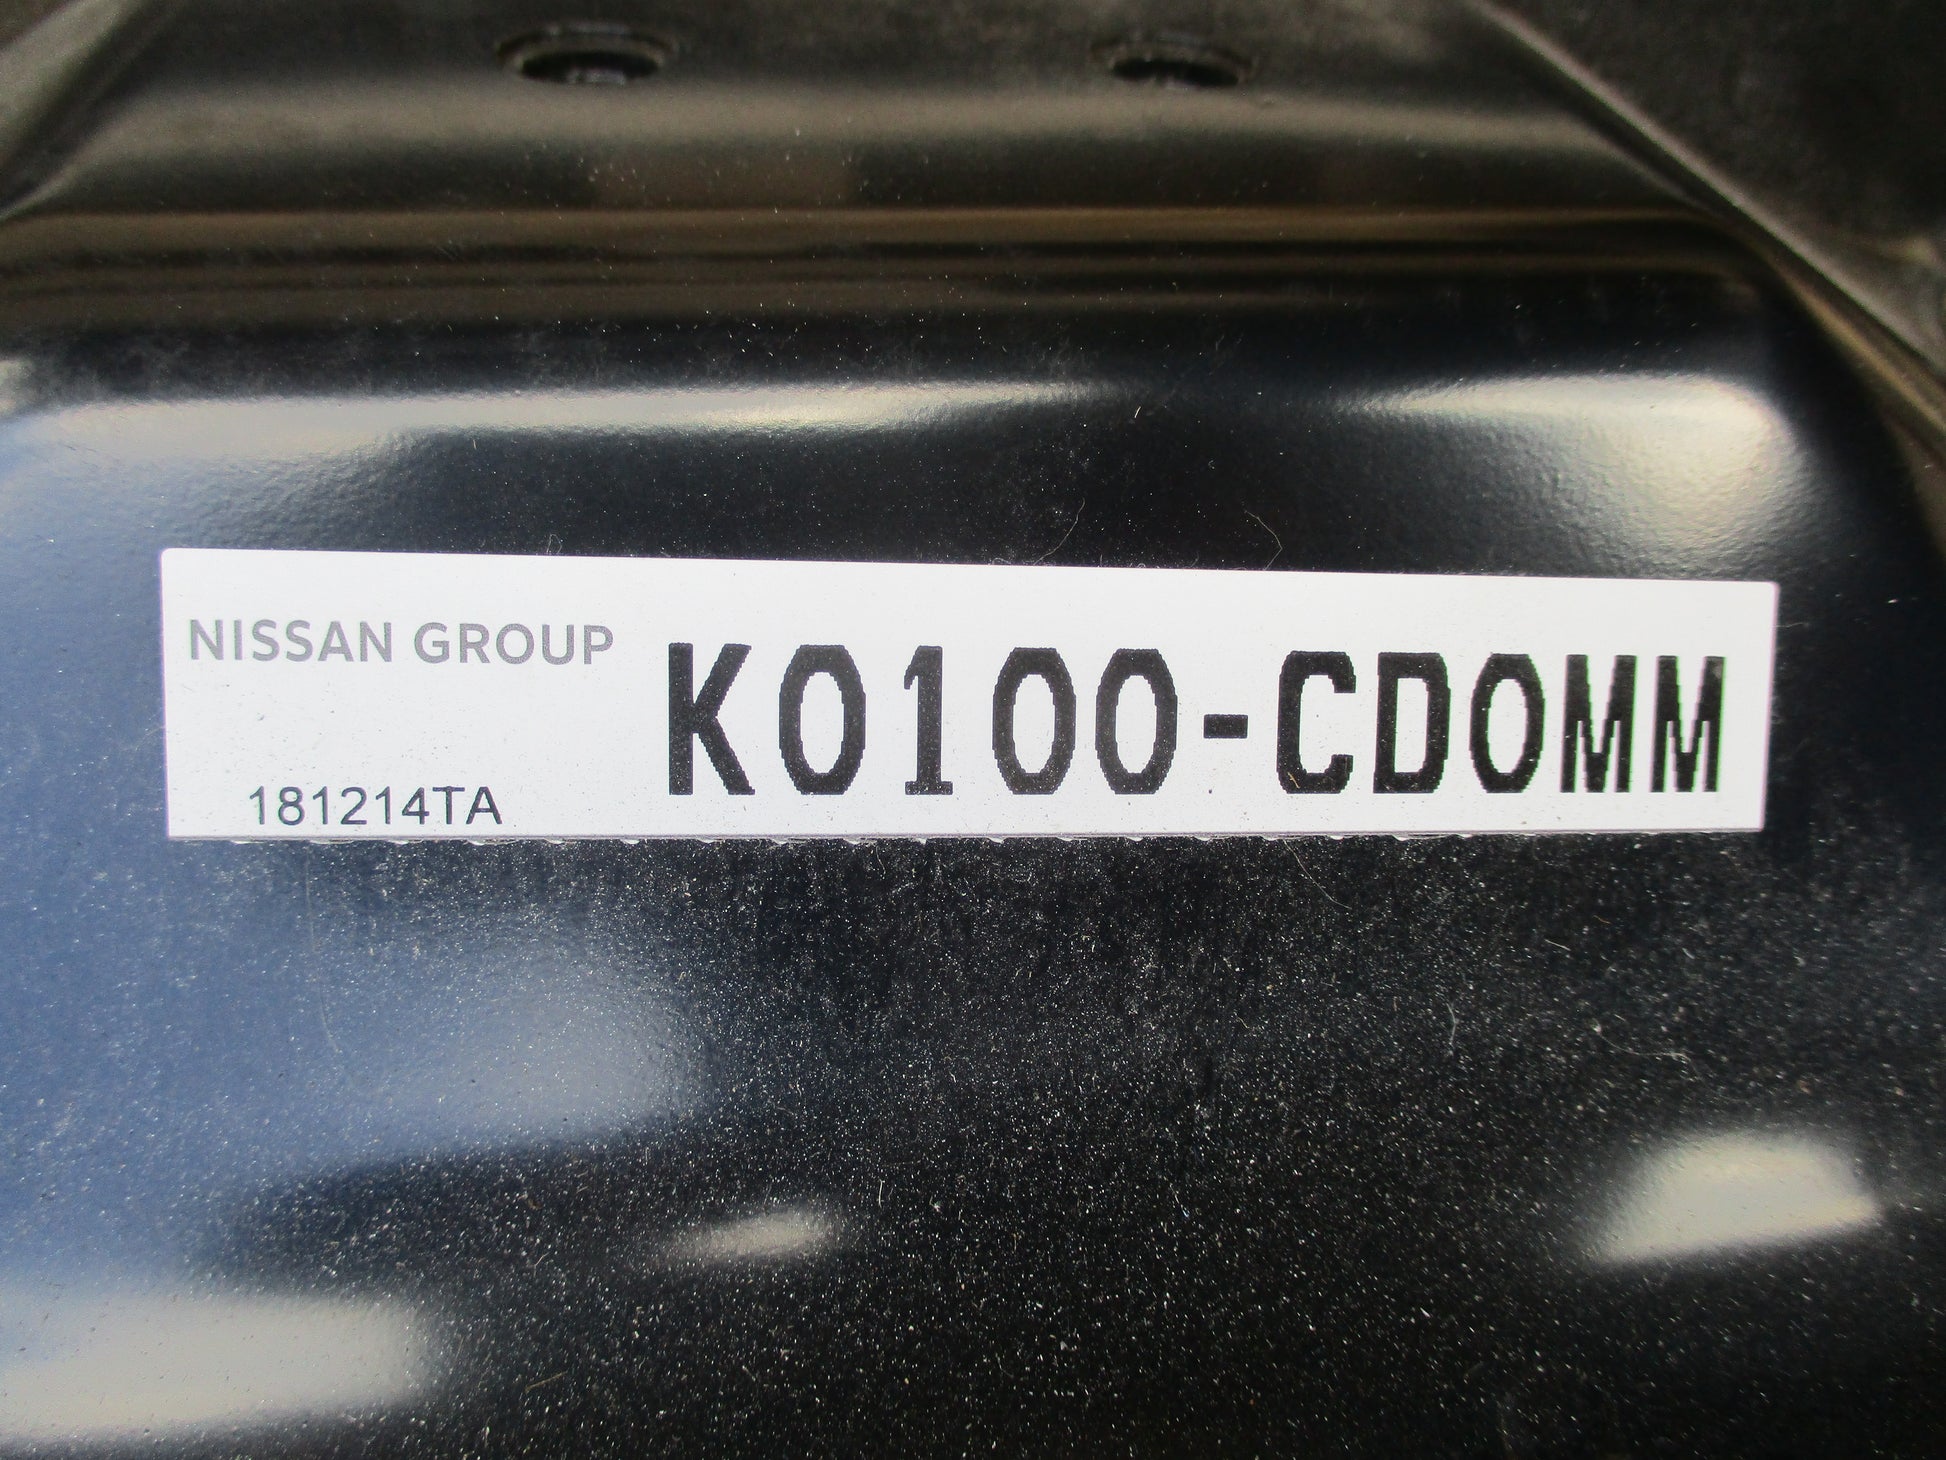 NISSAN GROUP
K0100-CD0MM
181214TA